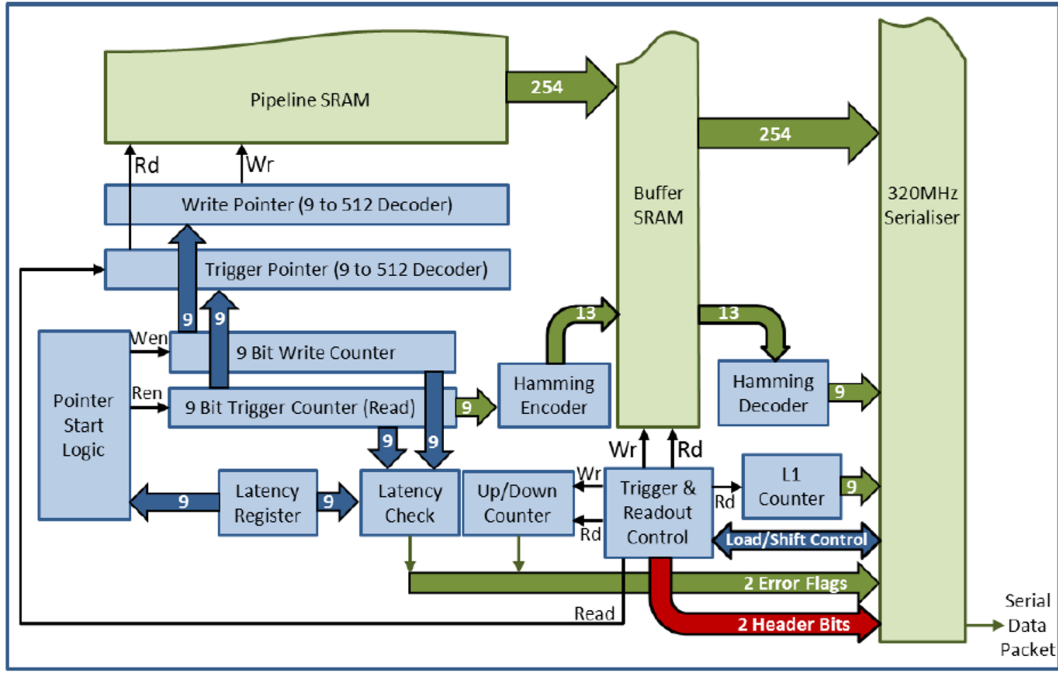 Pipeline SRAM
254
254
Rd
Wr
Buffer
SRAM
320MHz
Serialiser
Write Pointer (9 to 512 Decoder)
Trigger Pointer (9 to 512 Decoder)
9
9
13
13
Wen
9 Bit Write Counter
Ren
9 Bit Trigger Counter (Read)
9
Hamming
Encoder
Hamming
Decoder
9
Pointer
Start
Logic
9
9
Wr
Rd
9
Latency
Register
9
Latency
Check
Up/Down
Counter
Wr
Rd
Trigger &
Readout
Control
Rd
L1
Counter
9
Load/Shift Control
2 Error Flags
Read
2 Header Bits
Serial
Data
Packet